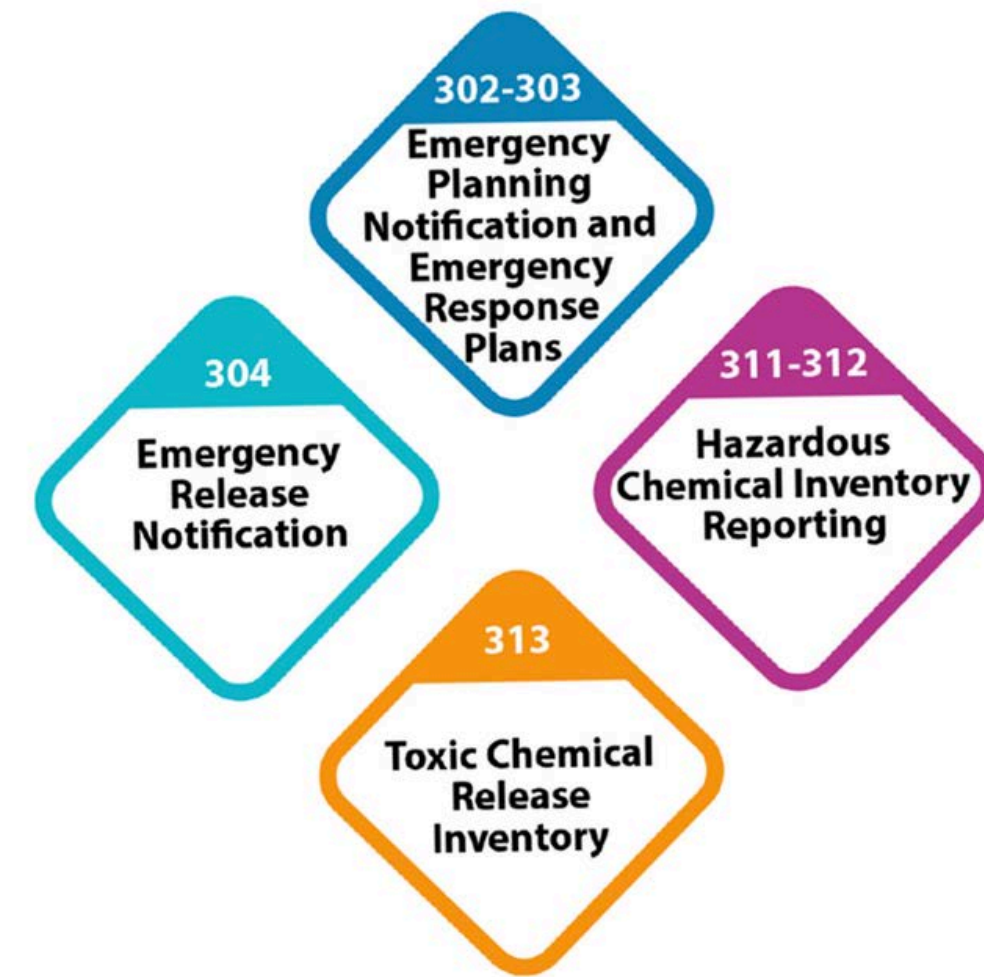 302-303
Emergency
Planning
Notification and
Emergency
Response
Plans
304
Emergency
Release
Notification
311-312
Hazardous
Chemical Inventory
Reporting
313
Toxic Chemical
Release
Inventory